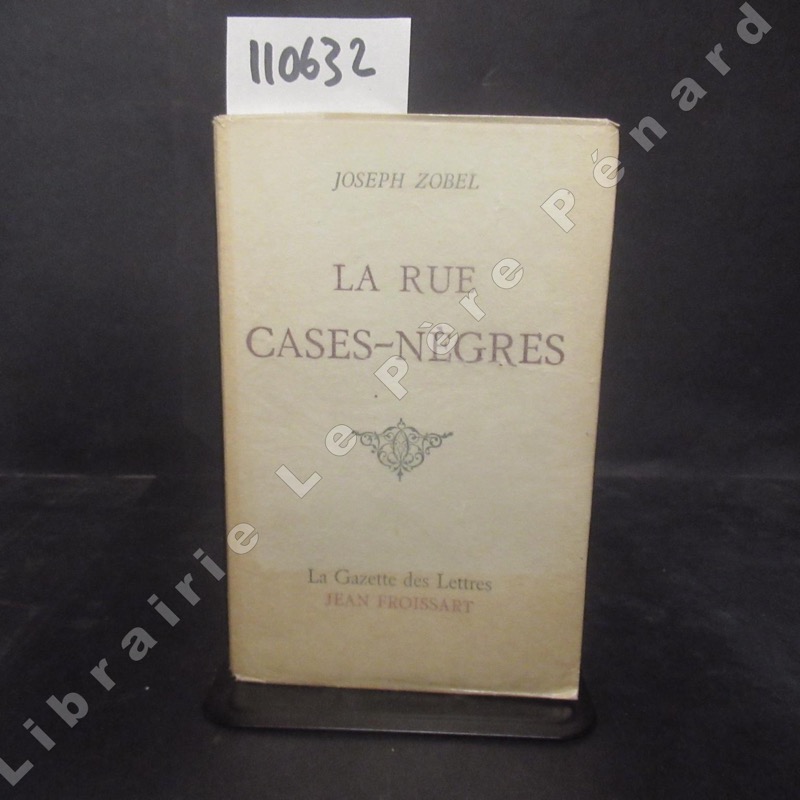 110632
JOSEPH ZOBEL
LA RUE
CASES-NÈGRES
La Gazette des Lettres
JEAN FROISSART
Librairie Le Père Pénard